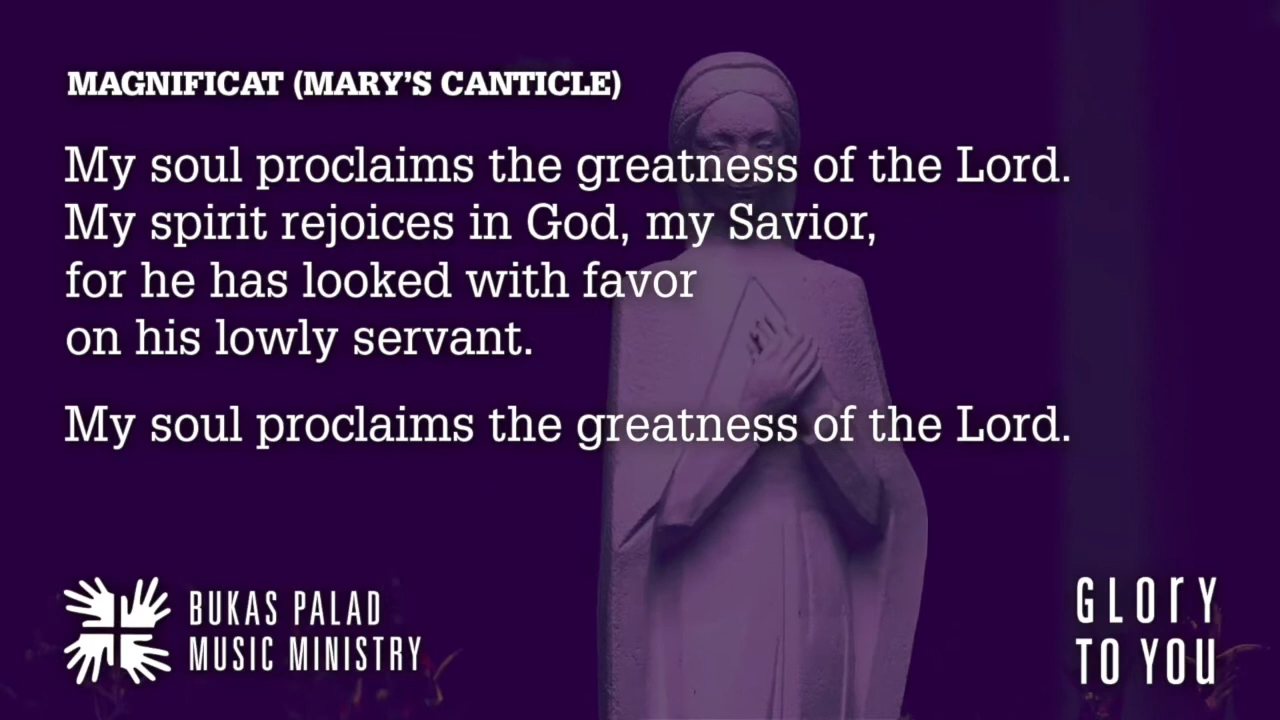 MAGNIFICAT (MARY'S CANTICLE)
My soul proclaims the greatness of the Lord.
My spirit rejoices in God, my Savior,
for he has looked with favor
on his lowly servant.
My soul proclaims the greatness of the Lord.
BUKAS PALAD
MUSIC MINISTRY
GLORY
TO YOU